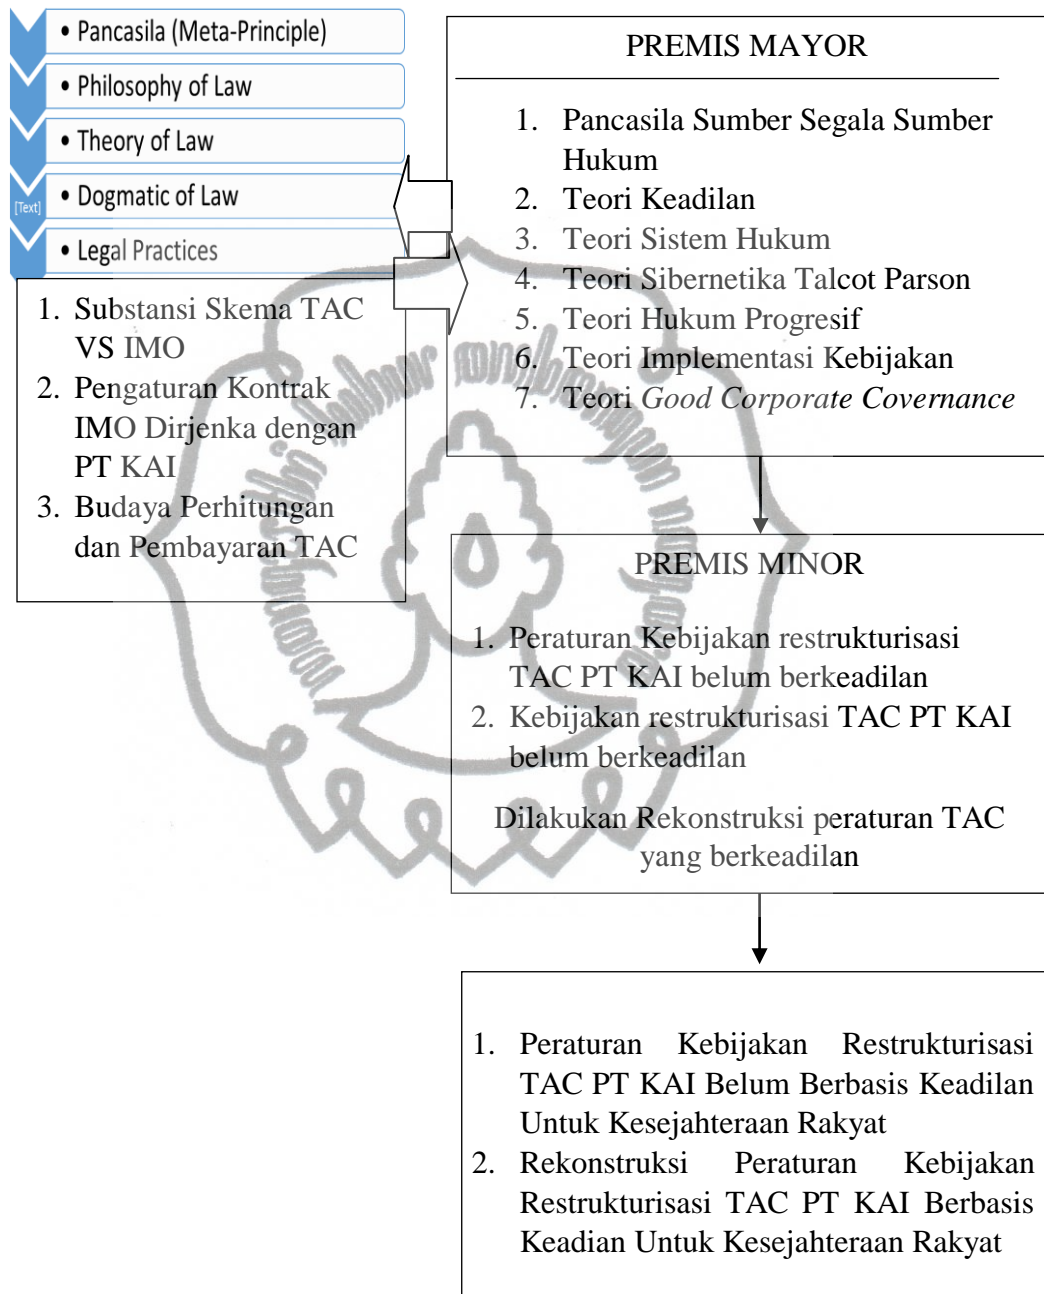 • Pancasila (Meta-Principle)
• Philosophy of Law
• Theory of Law
[Text]
• Dogmatic of Law
• Legal Practices
1. Substansi Skema TAC
VS IMO
2. Pengaturan Kontrak
IMO Dirjenka dengan
PT KAI
3. Budaya Perhitungan
dan Pembayaran TAC
PREMIS MAYOR
1. Pancasila Sumber Segala Sumber
Hukum
2. Teori Keadilan
3. Teori Sistem Hukum
4. Teori Sibernetika Talcot Parson
5. Teori Hukum Progresif
6. Teori Implementasi Kebijakan
7. Teori Good Corporate Covernance
PREMIS MINOR
1. Peraturan Kebijakan restrukturisasi
TAC PT KAI belum berkeadilan
2. Kebijakan restrukturisasi TAC PT KAI
belum berkeadilan
Dilakukan Rekonstruksi peraturan TAC
yang berkeadilan
1. Peraturan Kebijakan Restrukturisasi
TAC PT KAI Belum Berbasis Keadilan
Untuk Kesejahteraan Rakyat
2. Rekonstruksi Peraturan Kebijakan
Restrukturisasi TAC PT KAI Berbasis
Keadian Untuk Kesejahteraan Rakyat